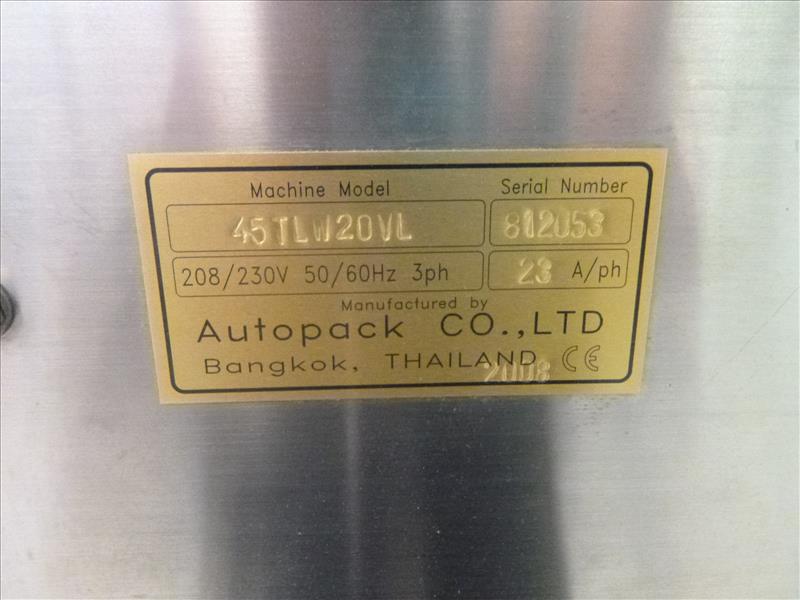 Machine Model Serial Number
45TLW20VL 812053
208/230V 50/60Hz 3ph 23 A/ph
Manufactured by
Autopack CO.,LTD
Bangkok, THAILAND CE
2008